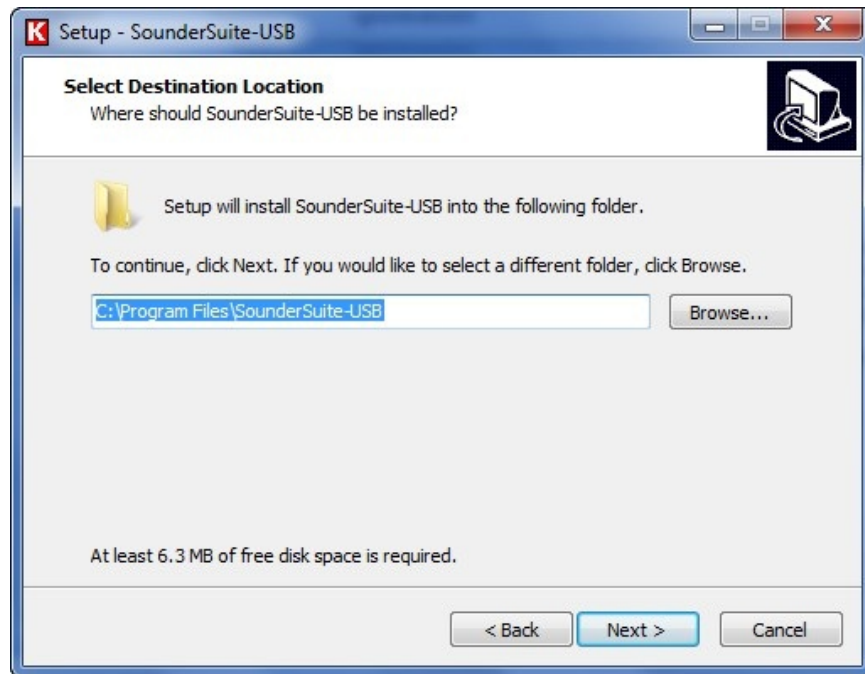 K Setup - SounderSuite-USB
Select Destination Location
Where should SounderSuite-USB be installed?
Setup will install SounderSuite-USB into the following folder.
To continue, click Next. If you would like to select a different folder, click Browse.
C:\Program Files\SounderSuite-USB Browse...
At least 6.3 MB of free disk space is required.
< Back Next > Cancel